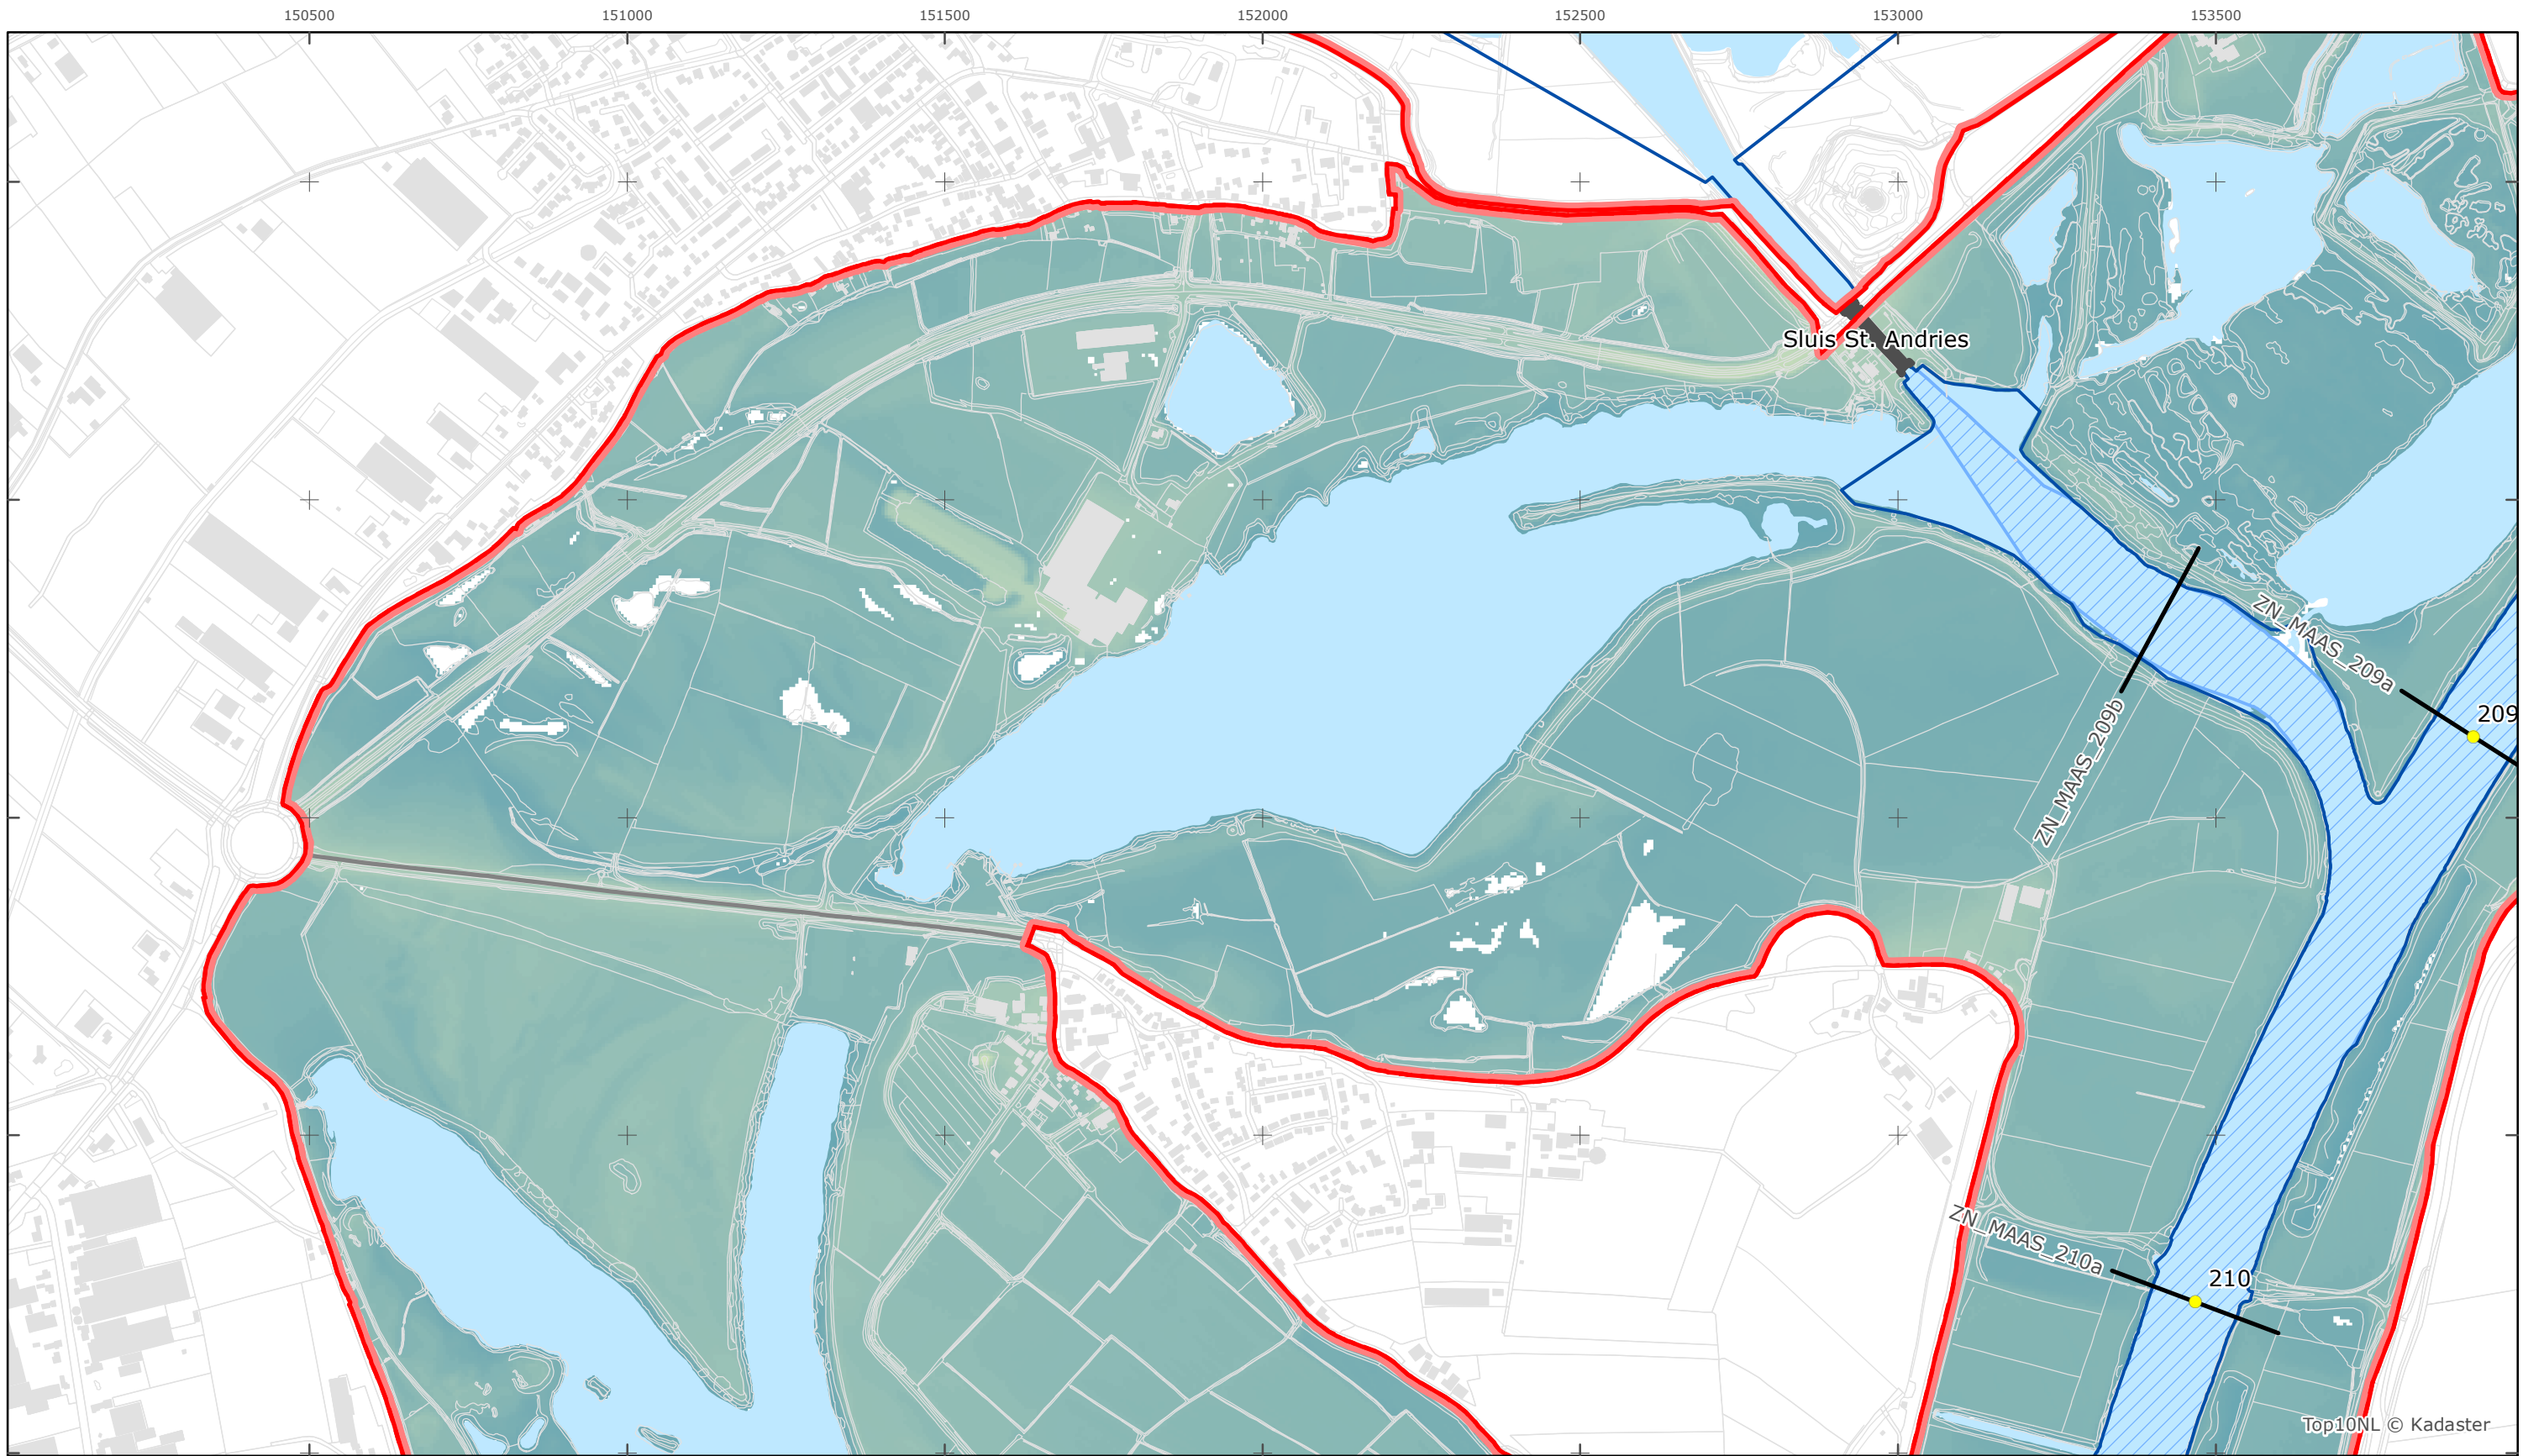 150500 151000 151500 152000 152500 153000 153500
Sluis St. Andries
ZN_MAAS_209a
209
ZN_MAAS_209b
ZN_MAAS_210a
210
Top10NL © Kadaster